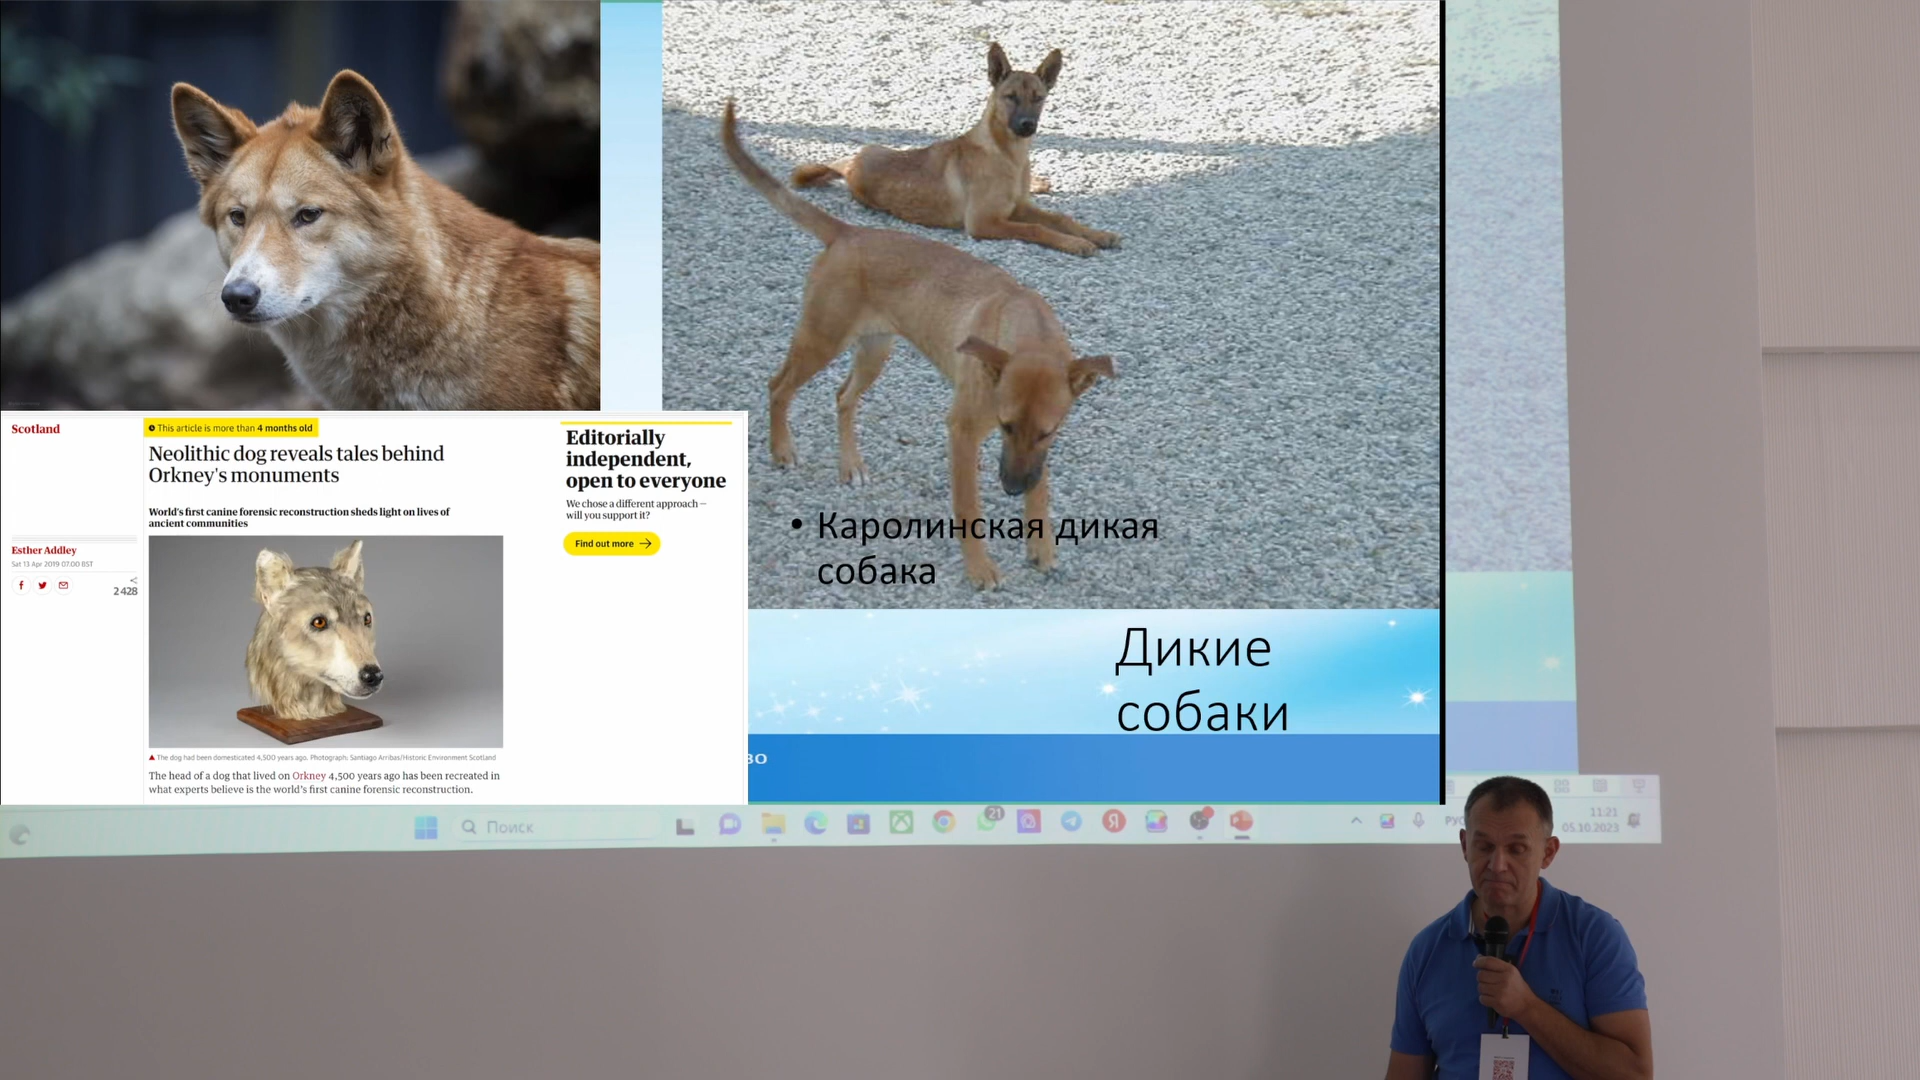 Scotland
This article is more than 4 months old
Neolithic dog reveals tales behind
Orkney's monuments
World's first canine forensic reconstruction sheds light on lives of
ancient communities
Esther Addley
Sat 13 Apr 2019 07.00 BST
2428
The dog had been domesticated 4,500 years ago. Photograph: Santiago Arribas/Historic Environment Scotland
The head of a dog that lived on Orkney 4,500 years ago has been recreated in
what experts believe is the world's first canine forensic reconstruction.
Editorially
independent,
open to everyone
We chose a different approach –
will you support it?
Find out more
• Каролинская дикая
собака
Дикие
собаки
во
Поиск
21
РУС
11:21
05.10.2023